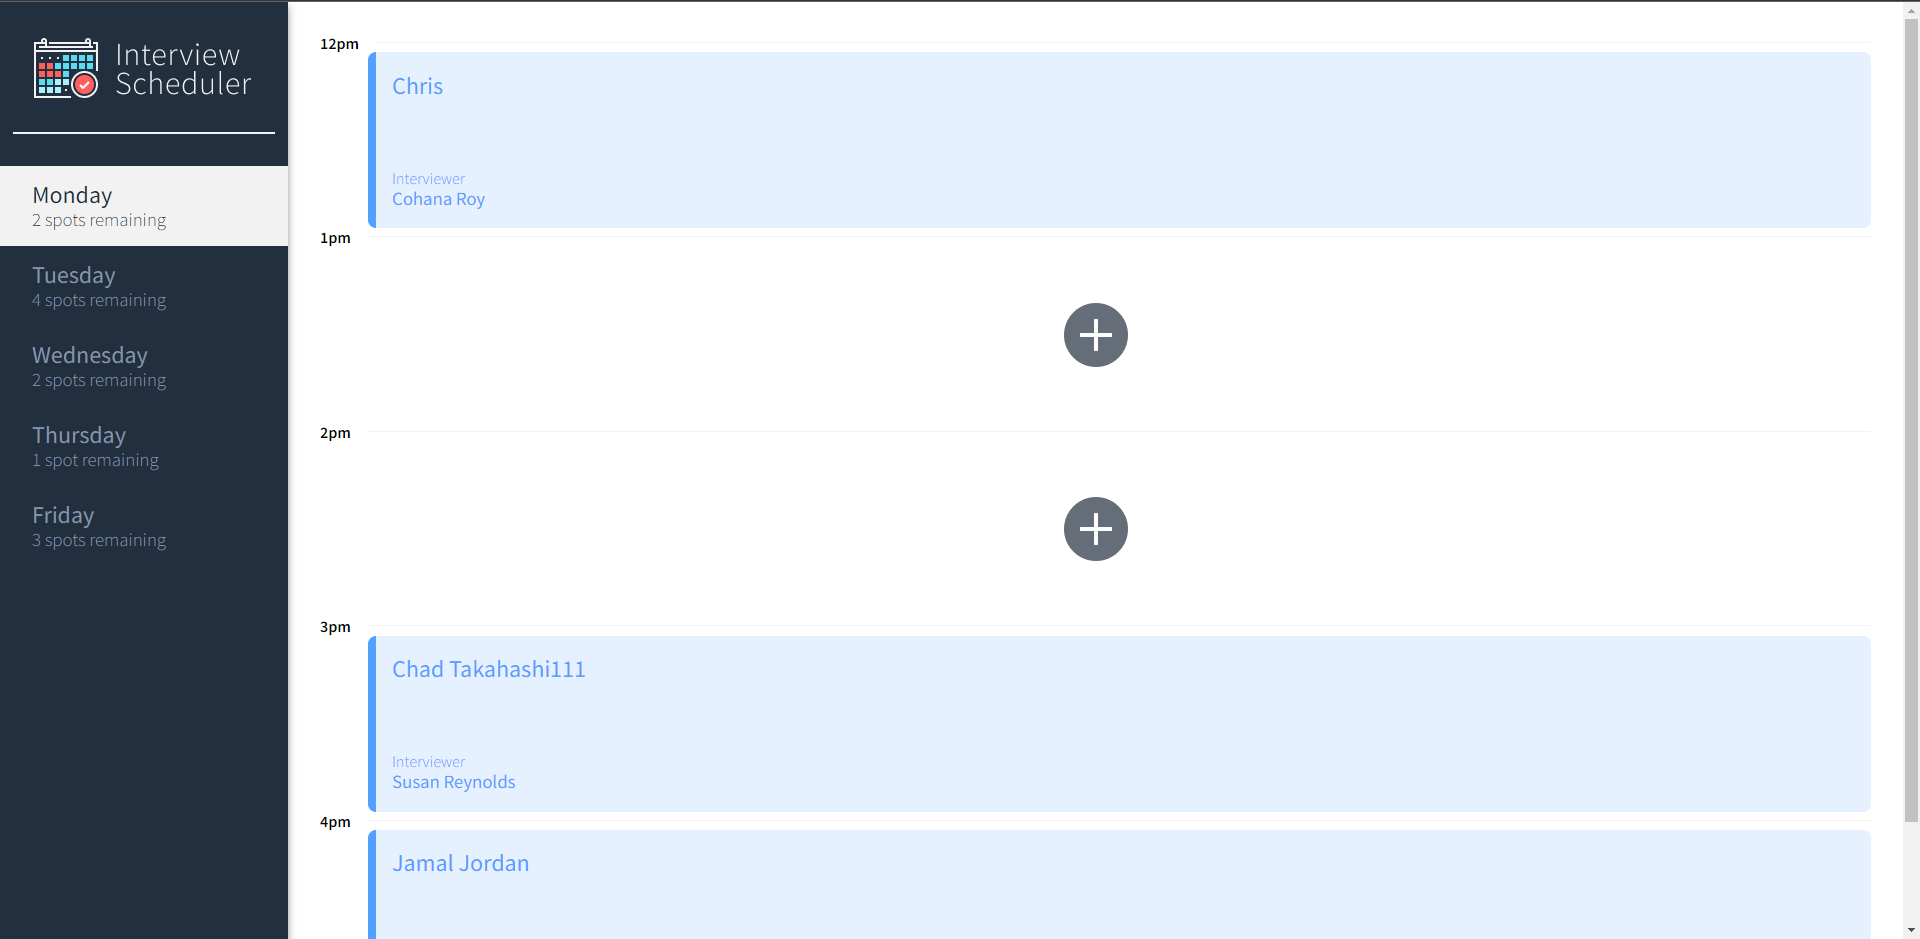 Interview
Scheduler
Monday
2 spots remaining
Tuesday
4 spots remaining
Wednesday
2 spots remaining
Thursday
1 spot remaining
Friday
3 spots remaining
12pm
Chris
Interviewer
Cohana Roy
1pm
2pm
3pm
Chad Takahashi111
Interviewer
Susan Reynolds
4pm
Jamal Jordan